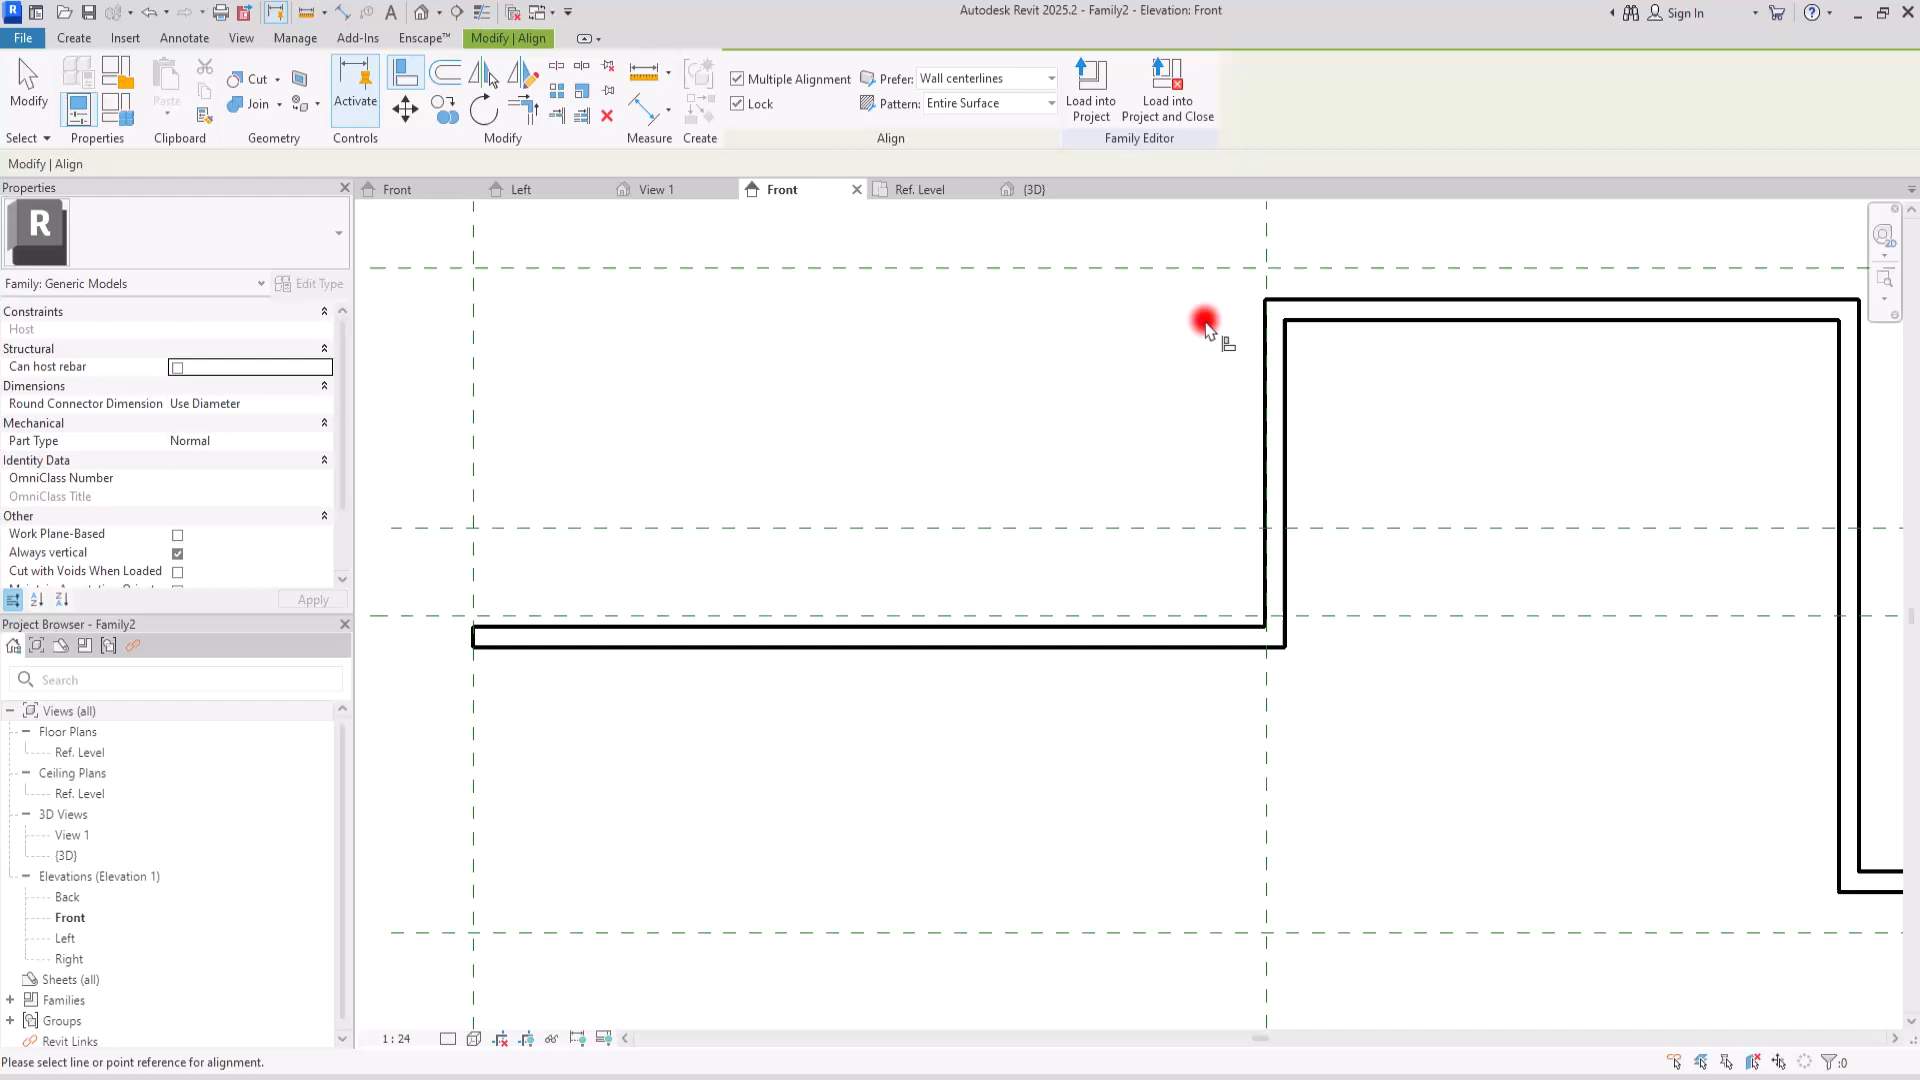 Autodesk Revit 2025.2 - Family2 - Elevation: Front
Sign In
File
Create
Insert
Annotate
View
Manage
Add-Ins
Enscape™
Modify | Align
Modify
Select
Properties
Paste
Clipboard
Cut
Join
Geometry
Activate
Controls
Modify
Measure
Create
Multiple Alignment
Lock
Prefer: Wall centerlines
Pattern: Entire Surface
Align
Load into
Project
Load into
Project and Close
Family Editor
Modify | Align
Properties
Front
Left
View 1
Front
Ref. Level
{3D}
R
2D
Family: Generic Models
Edit Type
Constraints
Host
Structural
Can host rebar
Dimensions
Round Connector Dimension Use Diameter
Mechanical
Part Type Normal
Identity Data
OmniClass Number
OmniClass Title
Other
Work Plane-Based
Always vertical
Cut with Voids When Loaded
Apply
Project Browser - Family2
Search
Views (all)
Floor Plans
Ref. Level
Ceiling Plans
Ref. Level
3D Views
View 1
{3D}
Elevations (Elevation 1)
Back
Front
Left
Right
Sheets (all)
Families
Groups
Revit Links
1 : 24
Please select line or point reference for alignment.
:0